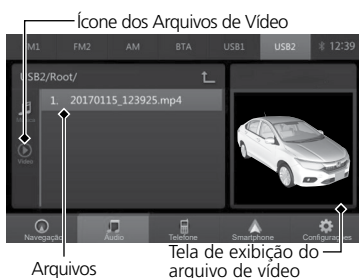 Ícone dos Arquivos de Vídeo
FM1 FM2 AM BTA USB1 USB2 12:39
USB2/Root/
1. 20170115_123925.mp4
Música
Vídeo
Navegação Áudio Telefone Smartphone Configurações
Arquivos
Tela de exibição do
arquivo de vídeo